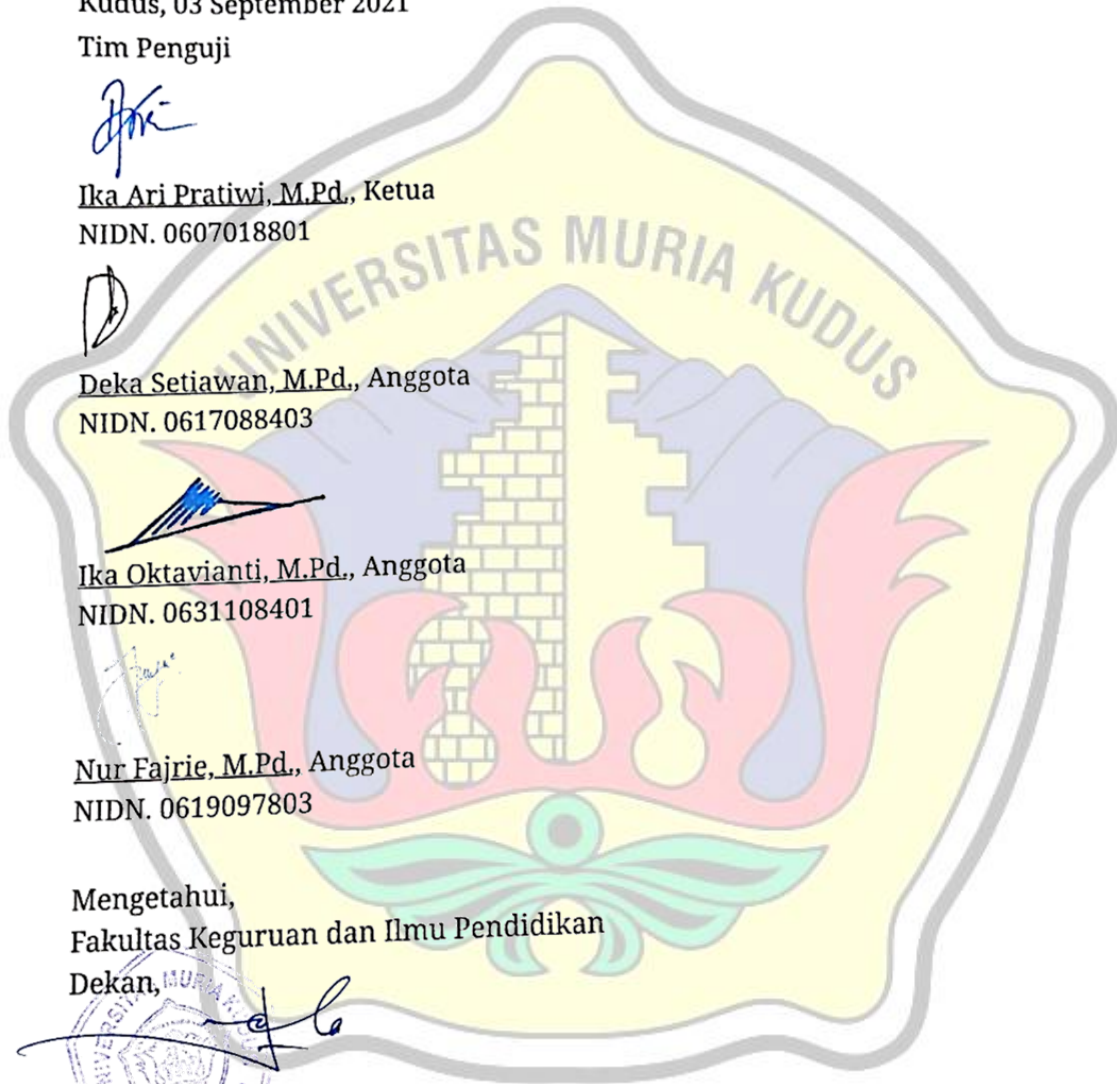 Kudus, 03 September 2021
Tim Penguji
Ika Ari Pratiwi, M.Pd., Ketua
NIDN. 0607018801
Deka Setiawan, M.Pd., Anggota
NIDN. 0617088403
Ika Oktavianti, M.Pd., Anggota
NIDN. 0631108401
Nur Fajrie, M.Pd., Anggota
NIDN. 0619097803
Mengetahui,
Fakultas Keguruan dan Ilmu Pendidikan
Dekan,
UNIVERSITAS MURIA KUDUS